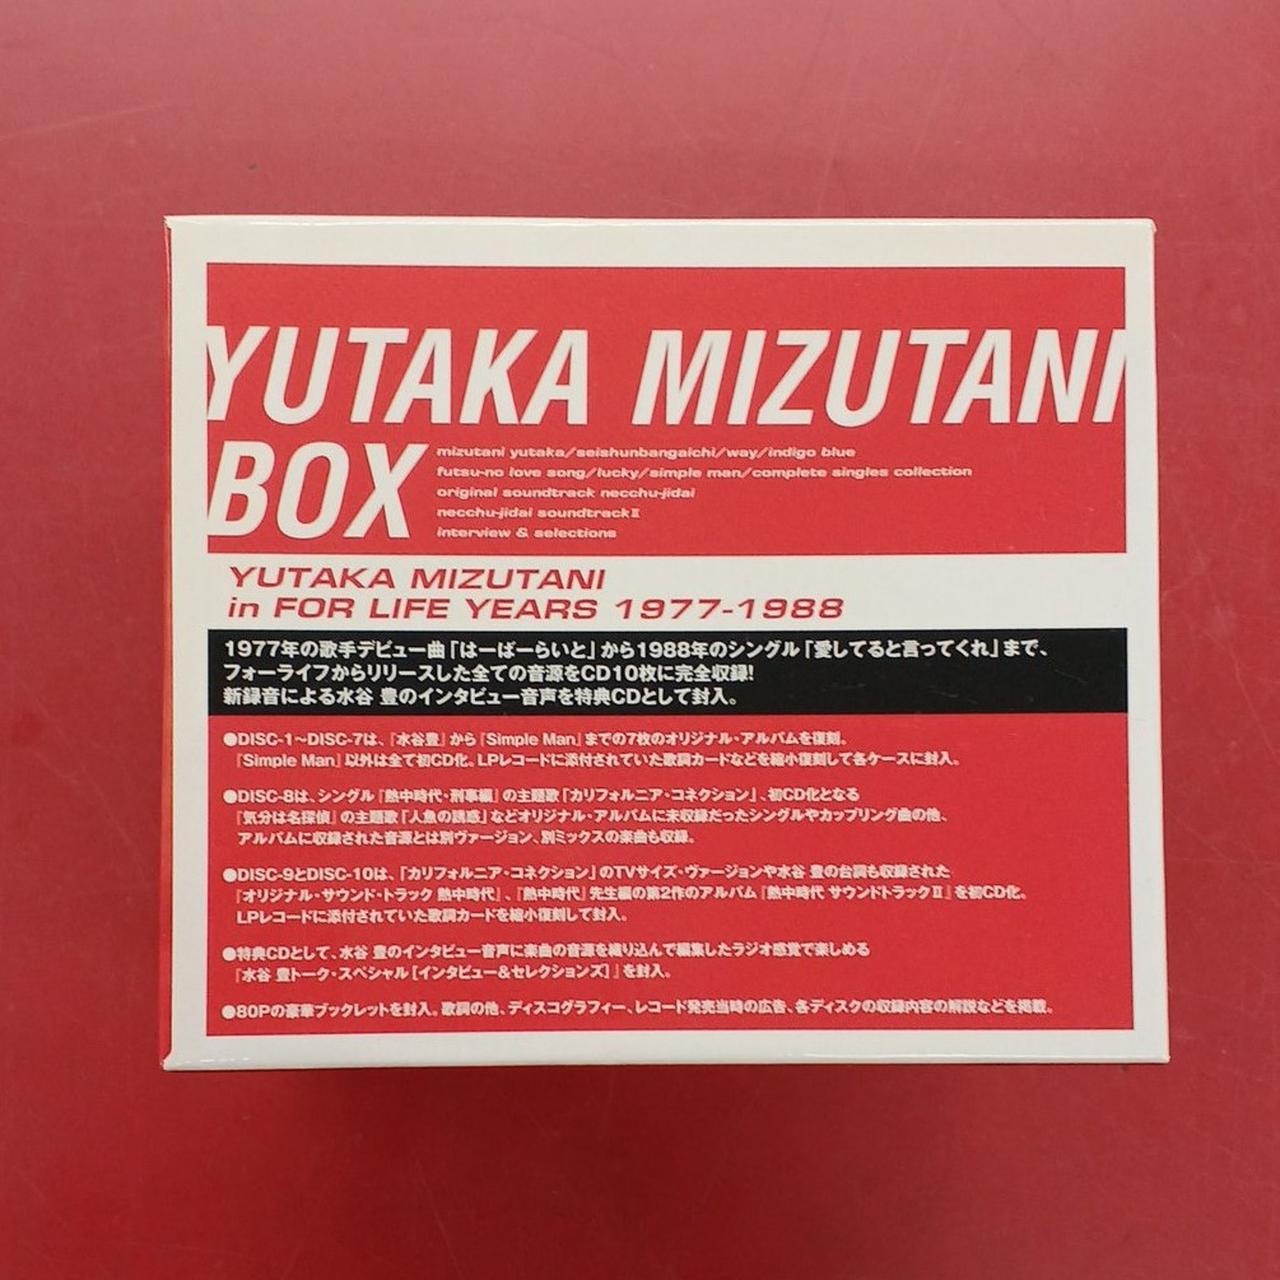 YUTAKA MIZUTANI
BOX
mizutani yutaka/seishunbangaichi/way/indigo blue
futsu-no love song/lucky/simple man/complete singles collection
original soundtrack necchu-jidai
necchu-jidai soundtrackⅡ
interview & selections
YUTAKA MIZUTANI
in FOR LIFE YEARS 1977-1988
1977年の歌手デビュー曲「はーばーらいと」から1988年のシングル「愛してると言ってくれ」まで、
フォーライフからリリースした全ての音源をCD10枚に完全収録!
新録音による水谷 豊のインタビュー音声を特典CDとして封入。
●DISC-1～DISC-7は、『水谷豊』から『Simple Man』までの7枚のオリジナル・アルバムを復刻。
『Simple Man』以外は全て初CD化。LPレコードに添付されていた歌詞カードなどを縮小復刻して各ケースに封入。
●DISC-8は、シングル『熱中時代・刑事編』の主題歌「カリフォルニア・コネクション」、初CD化となる
『気分は名探偵』の主題歌「人魚の誘惑」などオリジナル・アルバムに未収録だったシングルやカップリング曲の他、
アルバムに収録された音源とは別ヴァージョン、別ミックスの楽曲も収録。
●DISC-9とDISC-10は、「カリフォルニア・コネクション」のTVサイズ・ヴァージョンや水谷 豊の台詞も収録された
『オリジナル・サウンド・トラック 熱中時代』、『熱中時代』先生編の第2作のアルバム『熱中時代 サウンドトラックⅡ』を初CD化。
LPレコードに添付されていた歌詞カードを縮小復刻して封入。
●特典CDとして、水谷 豊のインタビュー音声に楽曲の音源を織り込んで編集したラジオ感覚で楽しめる
『水谷 豊トーク・スペシャル[インタビュー&セレクションズ]』を封入。
●80Pの豪華ブックレットを封入。歌詞の他、ディスコグラフィー、レコード発売当時の広告、各ディスクの収録内容の解説などを掲載。